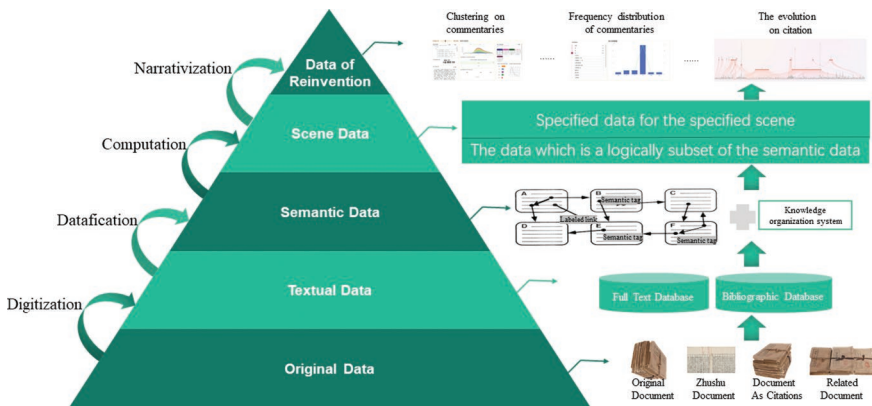 Clustering on
commentaries
Frequency distribution
of commentaries
The evolution
on citation
......
......
Narrativization
Data of
Reinvention
Computation
Scene Data
Specified data for the specified scene
The data which is a logically subset of the semantic data
Datafication
Semantic Data
A
B
C
D
E
F
Semantic tag
Labeled link
Semantic tag
Semantic tag
Knowledge
organization system
Digitization
Textual Data
Full Text Database
Bibliographic Database
Original Data
Original
Document
Zhushu
Document
Document
As Citations
Related
Document